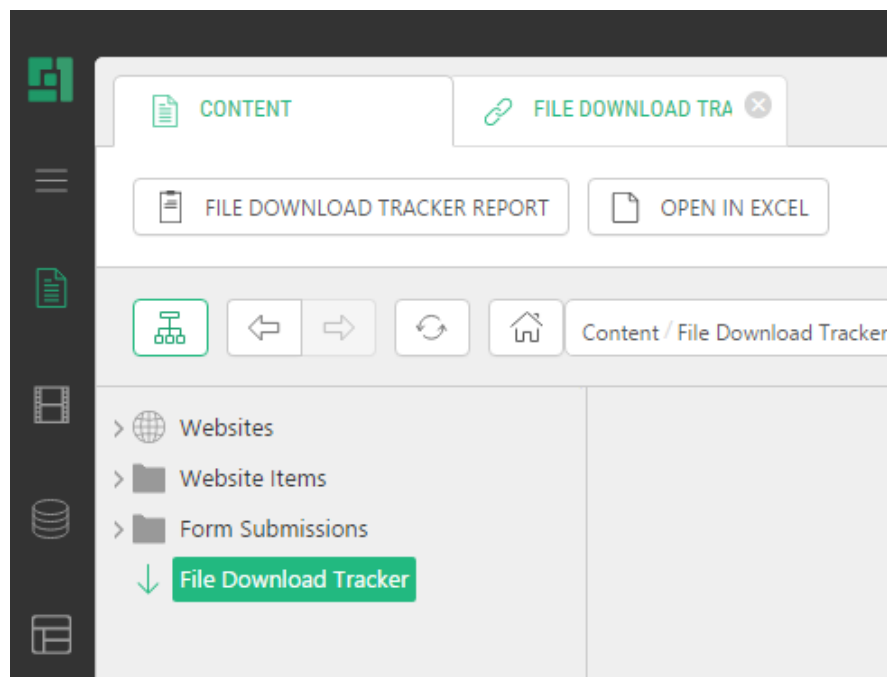 CONTENT
FILE DOWNLOAD TRA
FILE DOWNLOAD TRACKER REPORT
OPEN IN EXCEL
Content / File Download Tracker
Websites
Website Items
Form Submissions
File Download Tracker